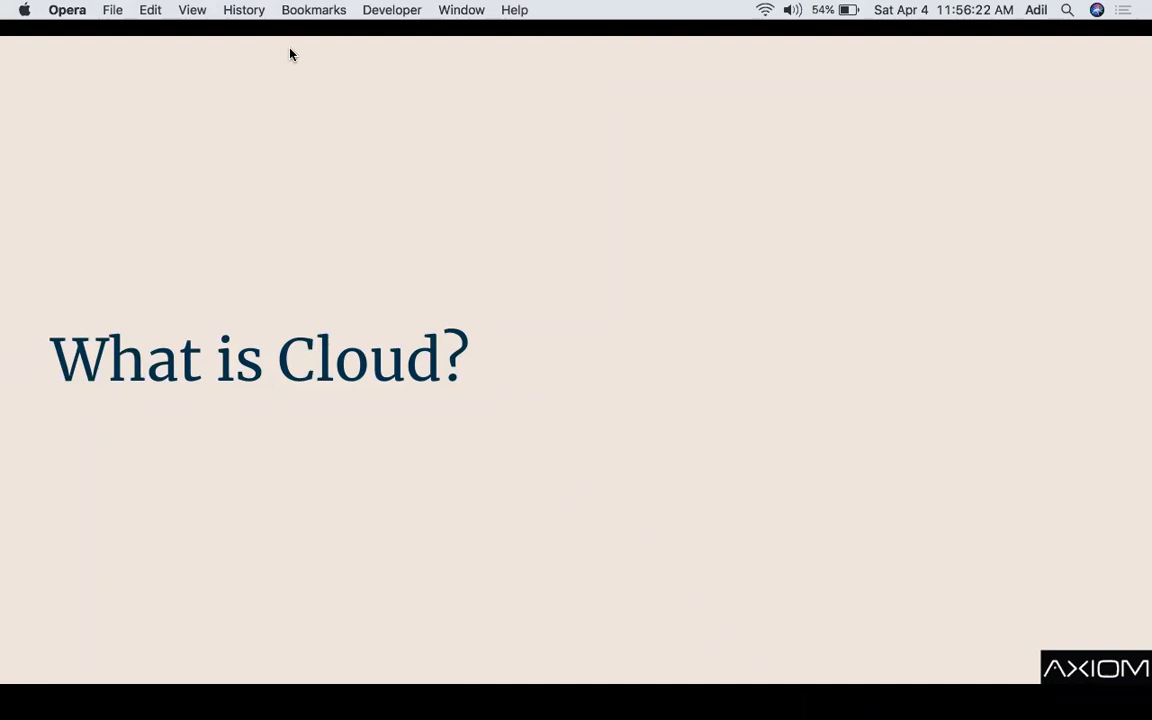 Opera File Edit View History Bookmarks Developer Window Help 54% Sat Apr 4 11:56:22 AM Adil
What is Cloud?
AXIOM